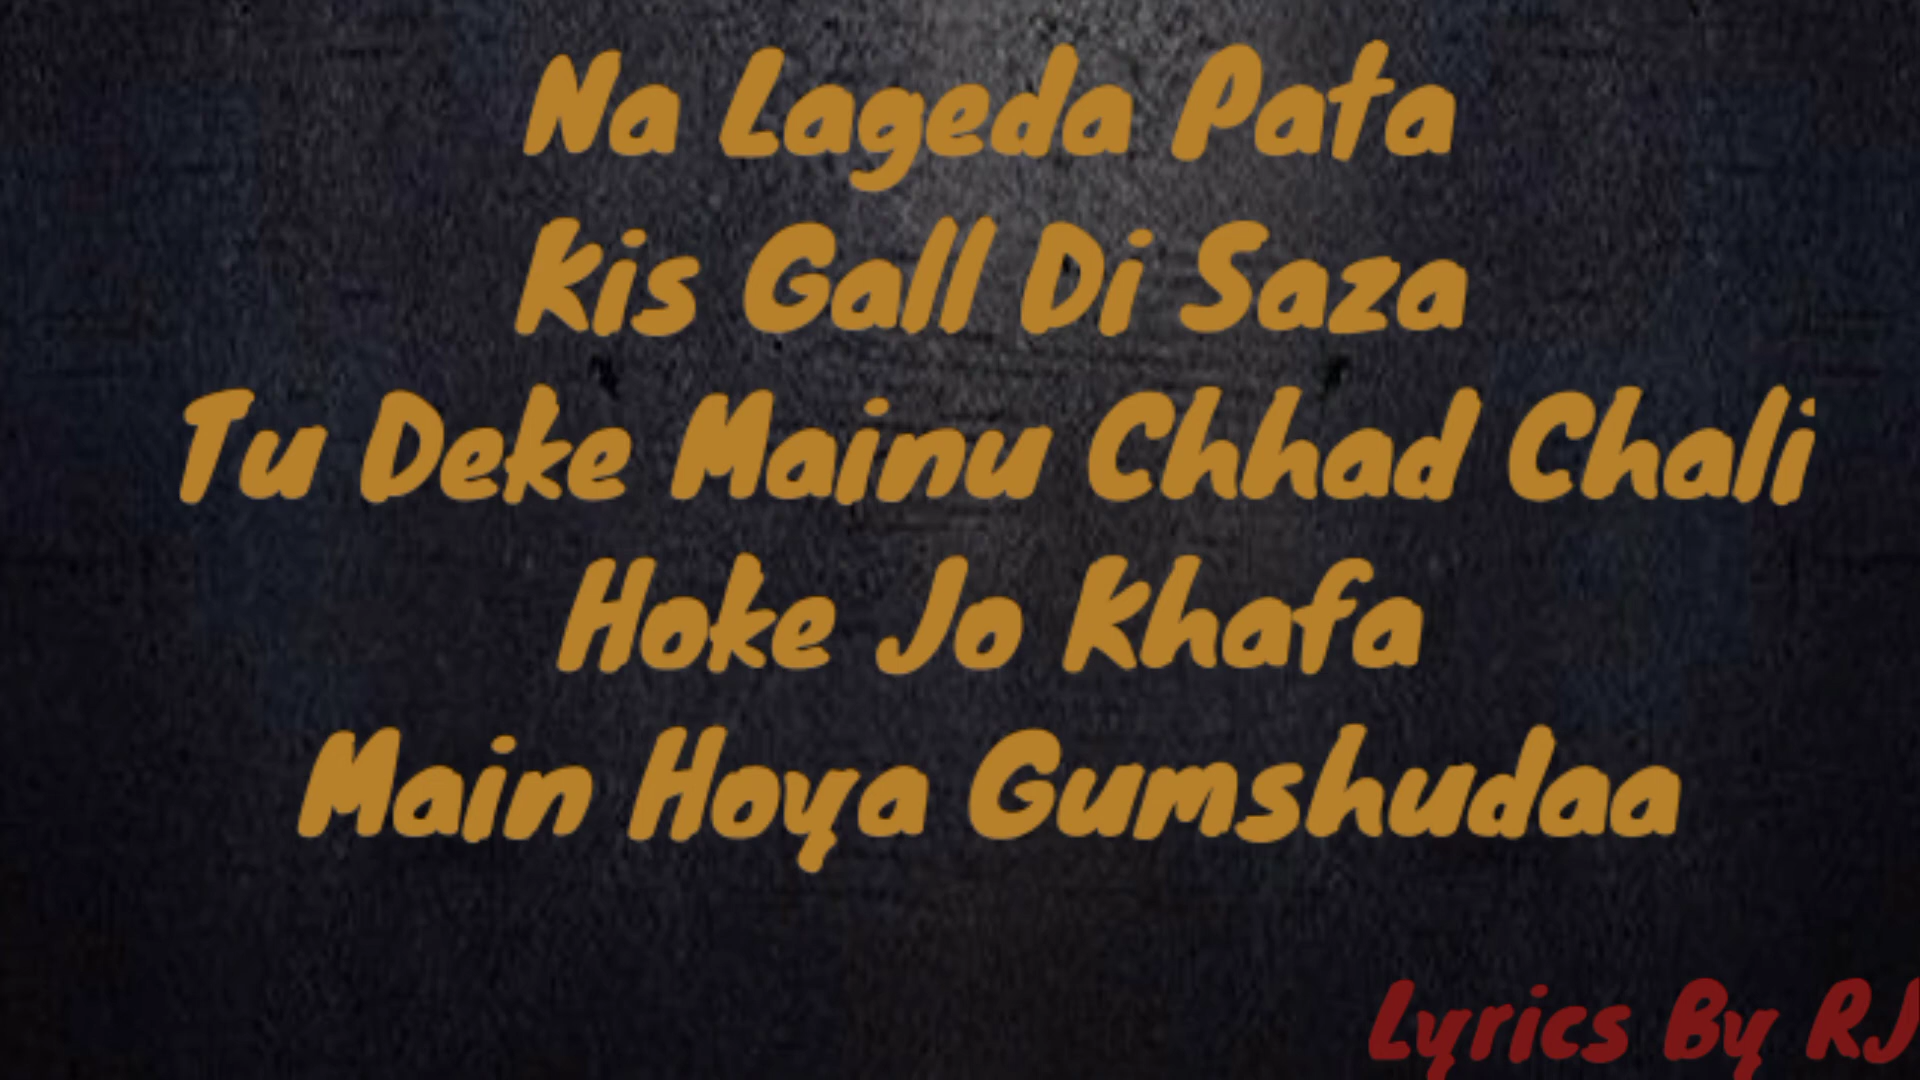 Na Lageda Pata
Kis Gall Di Saza
Tu Deke Mainu Chhad Chali
Hoke Jo Khafa
Main Hoya Gumshudaa
Lyrics By RJ